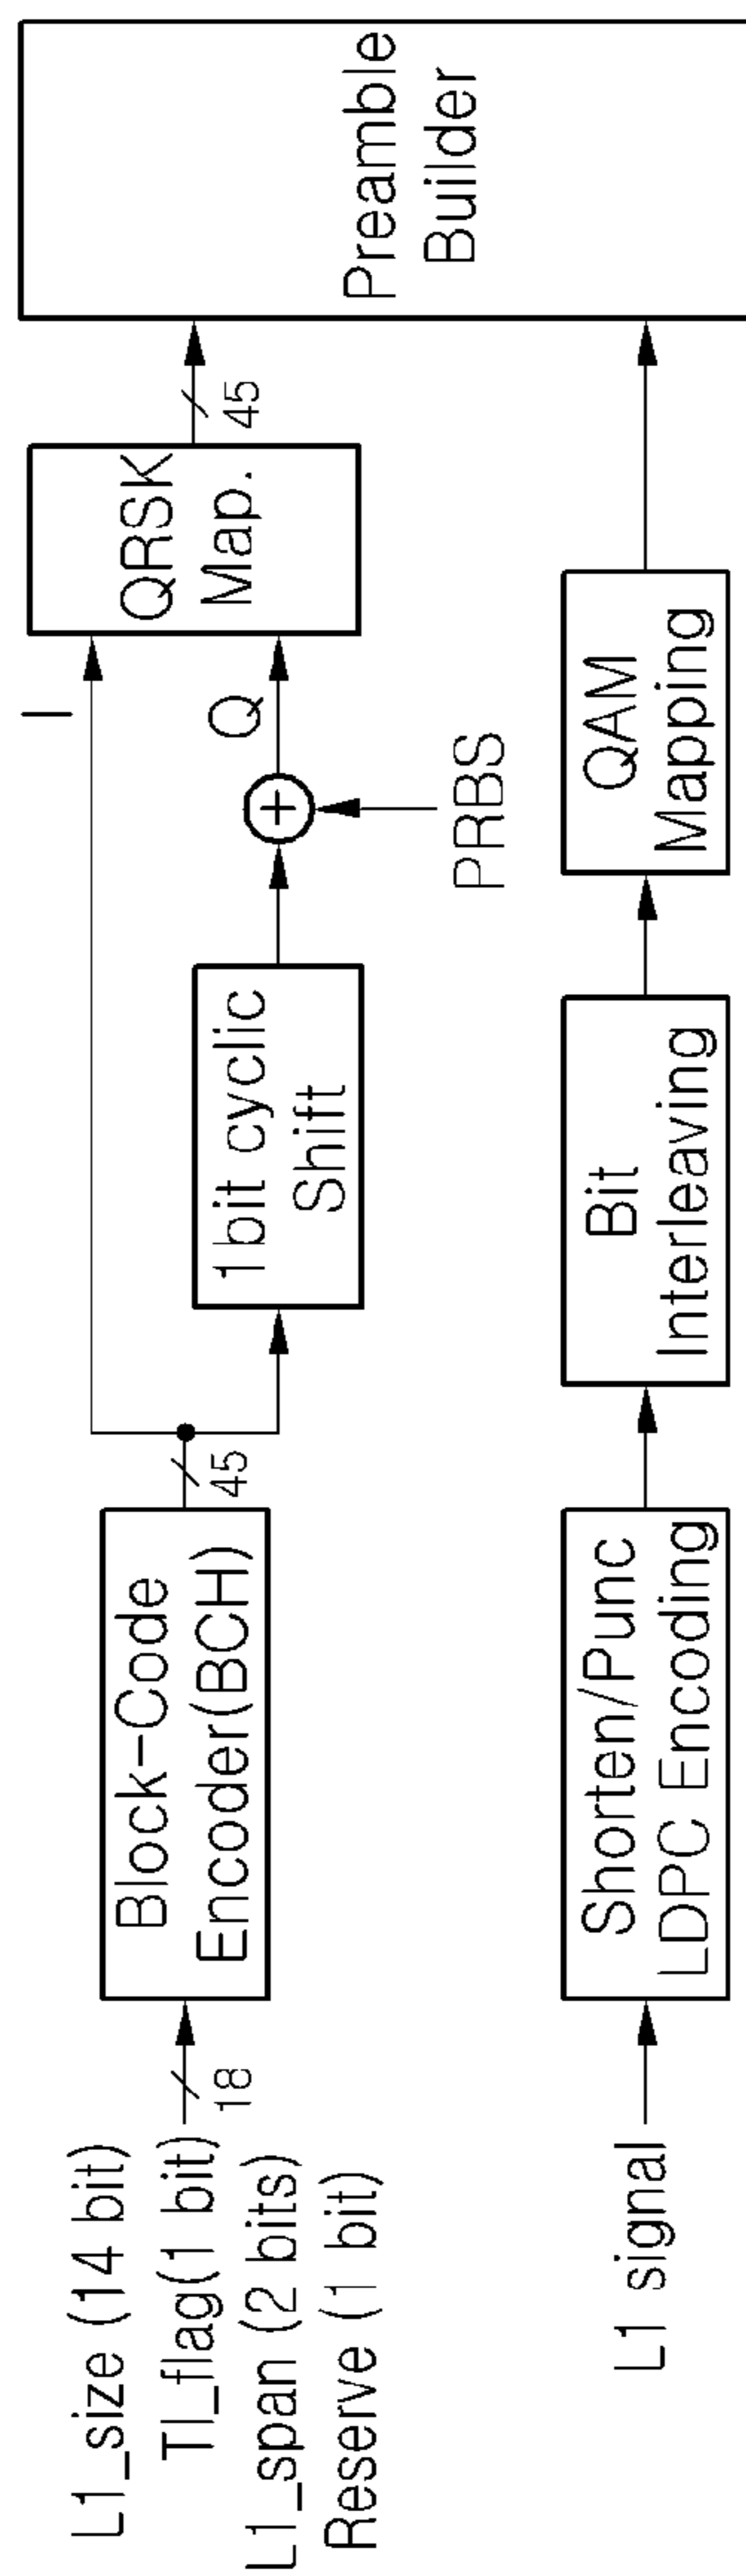 L1_size (14 bit)
TI_flag(1 bit)
L1_span (2 bits)
Reserve (1 bit)
18
Block-Code
Encoder(BCH)
45
1bit cyclic
Shift
I
Q
PRBS
QRSK
Map.
45
Preamble
Builder
L1 signal
Shorten/Punc
LDPC Encoding
Bit
Interleaving
QAM
Mapping